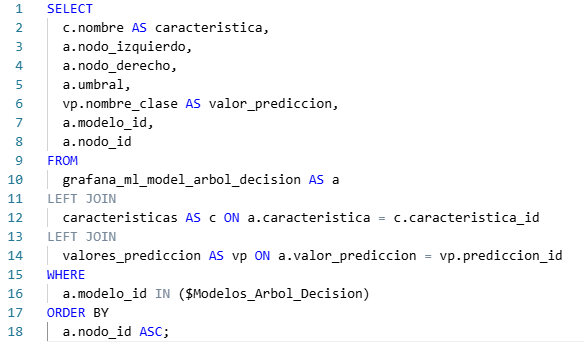 1 SELECT
2 c.nombre AS caracteristica,
3 a.nodo_izquierdo,
4 a.nodo_derecho,
5 a.umbral,
6 vp.nombre_clase AS valor_prediccion,
7 a.modelo_id,
8 a.nodo_id
9 FROM
10 grafana_ml_model_arbol_decision AS a
11 LEFT JOIN
12 caracteristicas AS c ON a.caracteristica = c.caracteristica_id
13 LEFT JOIN
14 valores_prediccion AS vp ON a.valor_prediccion = vp.prediccion_id
15 WHERE
16 a.modelo_id IN ($Modelos_Arbol_Decision)
17 ORDER BY
18 a.nodo_id ASC;